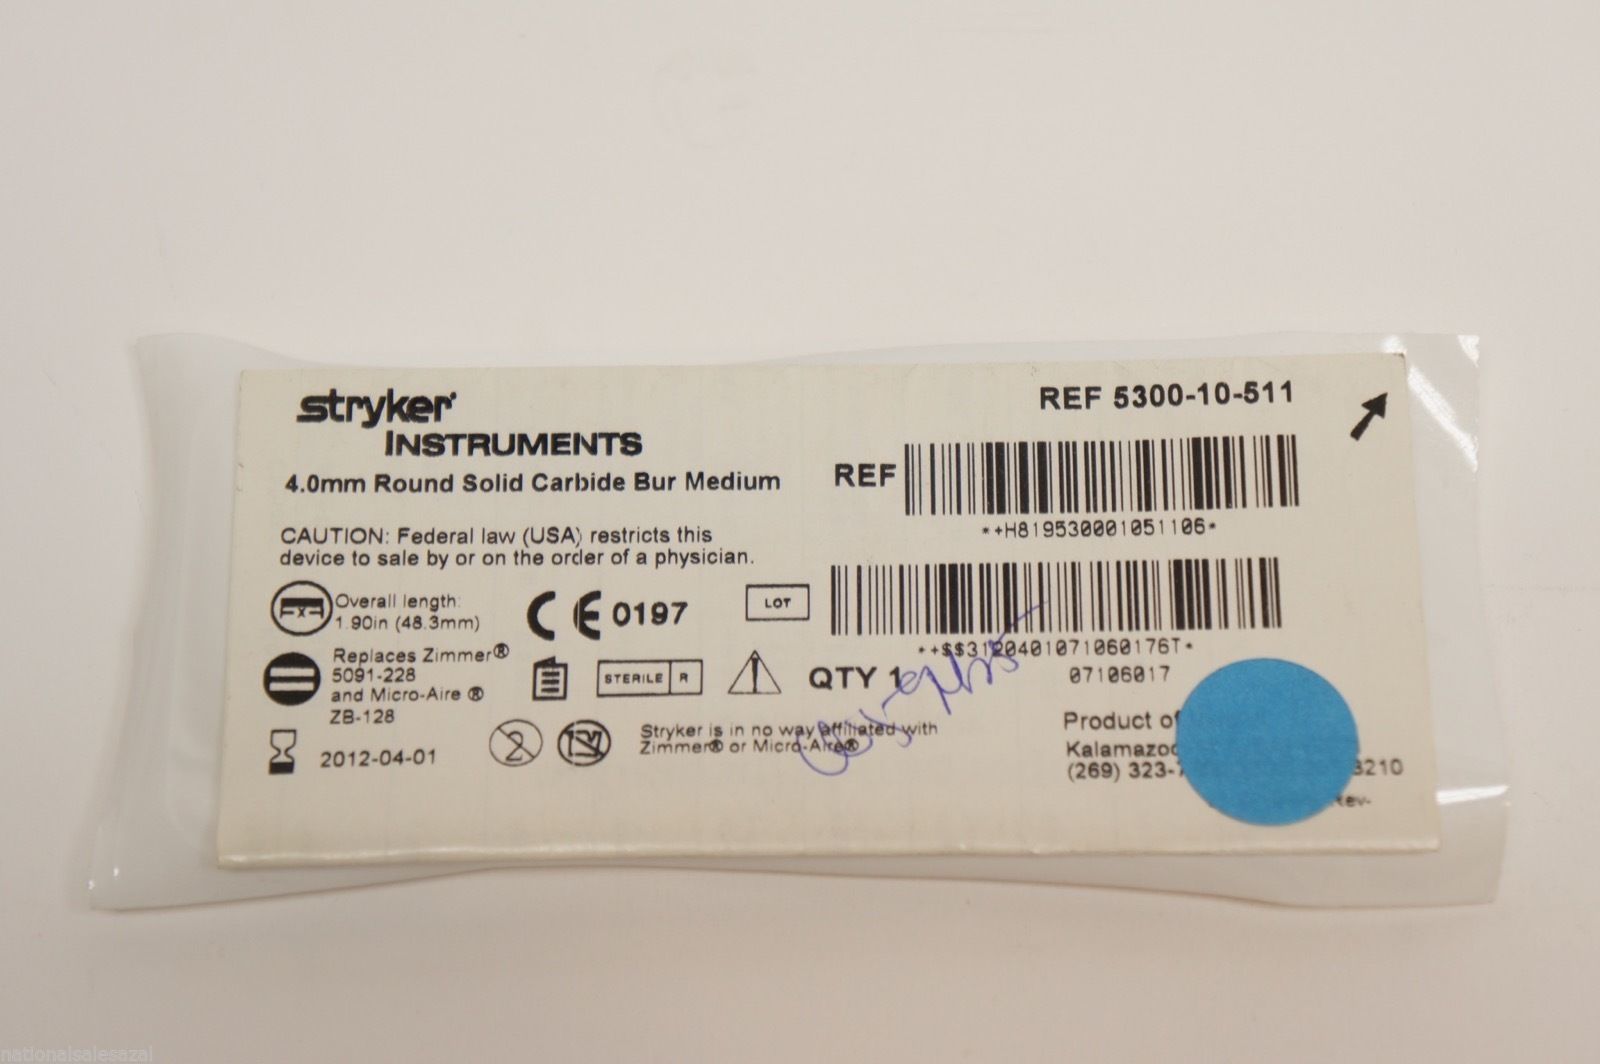 stryker
INSTRUMENTS
4.0mm Round Solid Carbide Bur Medium
CAUTION: Federal law (USA) restricts this
device to sale by or on the order of a physician.
Overall length:
1.90in (48.3mm)
CE 0197
LOT
Replaces Zimmer®
5091-228
and Micro-Aire ®
ZB-128
STERILE R
QTY 1
2012-04-01
2
Stryker is in no way affiliated with
Zimmer® or Micro-Aire®
REF 5300-10-511
REF
*+H819530001051106*
*+$$3120401071060176T*
07106017
Product of
Kalamazoo
(269) 323-
3210
Rev-
nationalsalesazal